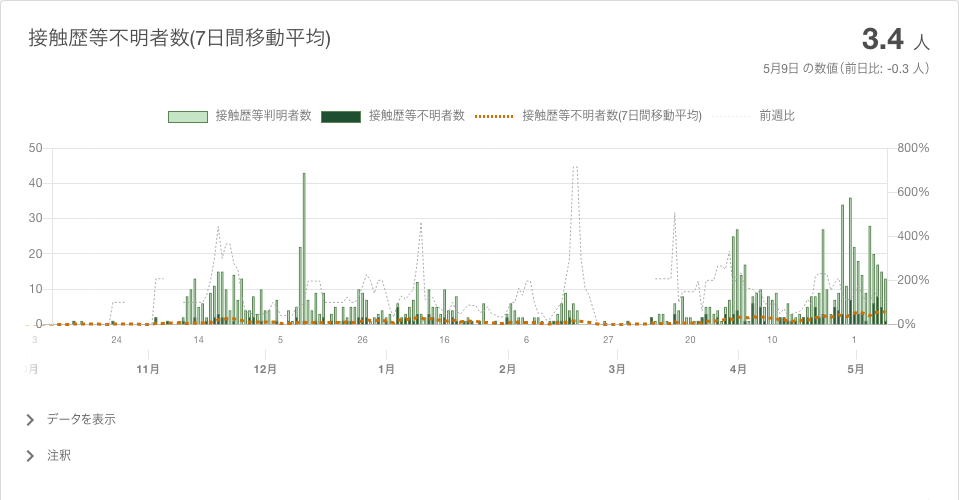 接触歴等不明者数(7日間移動平均)
3.4 人
5月9日 の数値（前日比: -0.3 人）
接触歴等判明者数 接触歴等不明者数 接触歴等不明者数(7日間移動平均) 前週比
50 800%
40 600%
30 400%
20 200%
10 0%
0
3 24 14 5 26 16 6 27 20 10 1
月 11月 12月 1月 2月 3月 4月 5月
データを表示
注釈